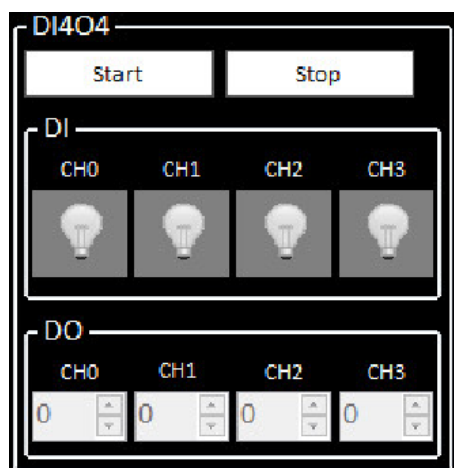 DI4O4
Start Stop
DI
CH0 CH1 CH2 CH3
DO
CH0 CH1 CH2 CH3
0 0 0 0